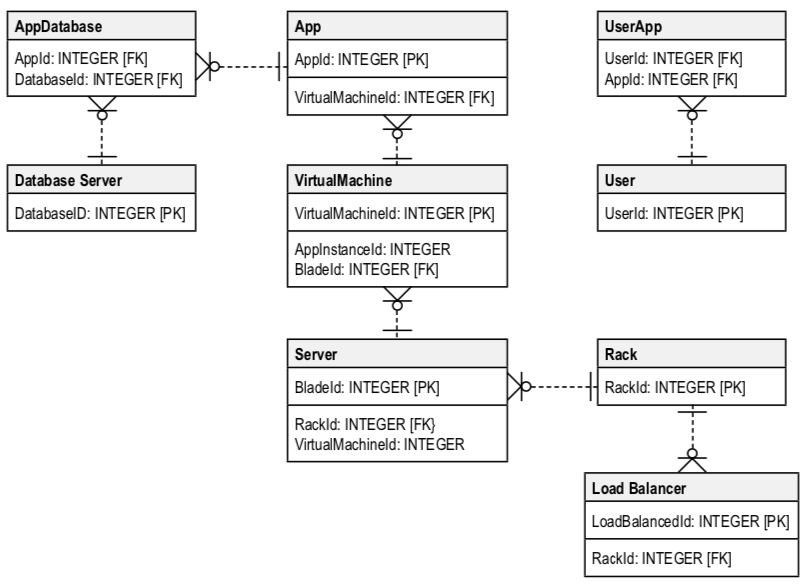 AppDatabase
AppId: INTEGER [FK]
DatabaseId: INTEGER [FK]
App
AppId: INTEGER [PK]
VirtualMachineId: INTEGER [FK]
UserApp
UserId: INTEGER [FK]
AppId: INTEGER [FK]
Database Server
DatabaseID: INTEGER [PK]
VirtualMachine
VirtualMachineId: INTEGER [PK]
AppInstanceId: INTEGER
BladeId: INTEGER [FK]
User
UserId: INTEGER [PK]
Server
BladeId: INTEGER [PK]
RackId: INTEGER [FK}
VirtualMachineId: INTEGER
Rack
RackId: INTEGER [PK]
Load Balancer
LoadBalancedId: INTEGER [PK]
RackId: INTEGER [FK]